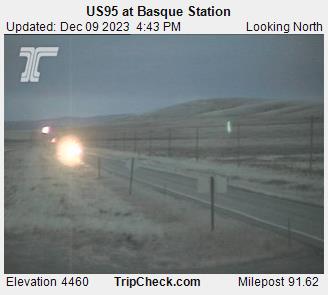 US95 at Basque Station
Updated: Dec 09 2023 4:43 PM Looking North
Elevation 4460 TripCheck.com Milepost 91.62